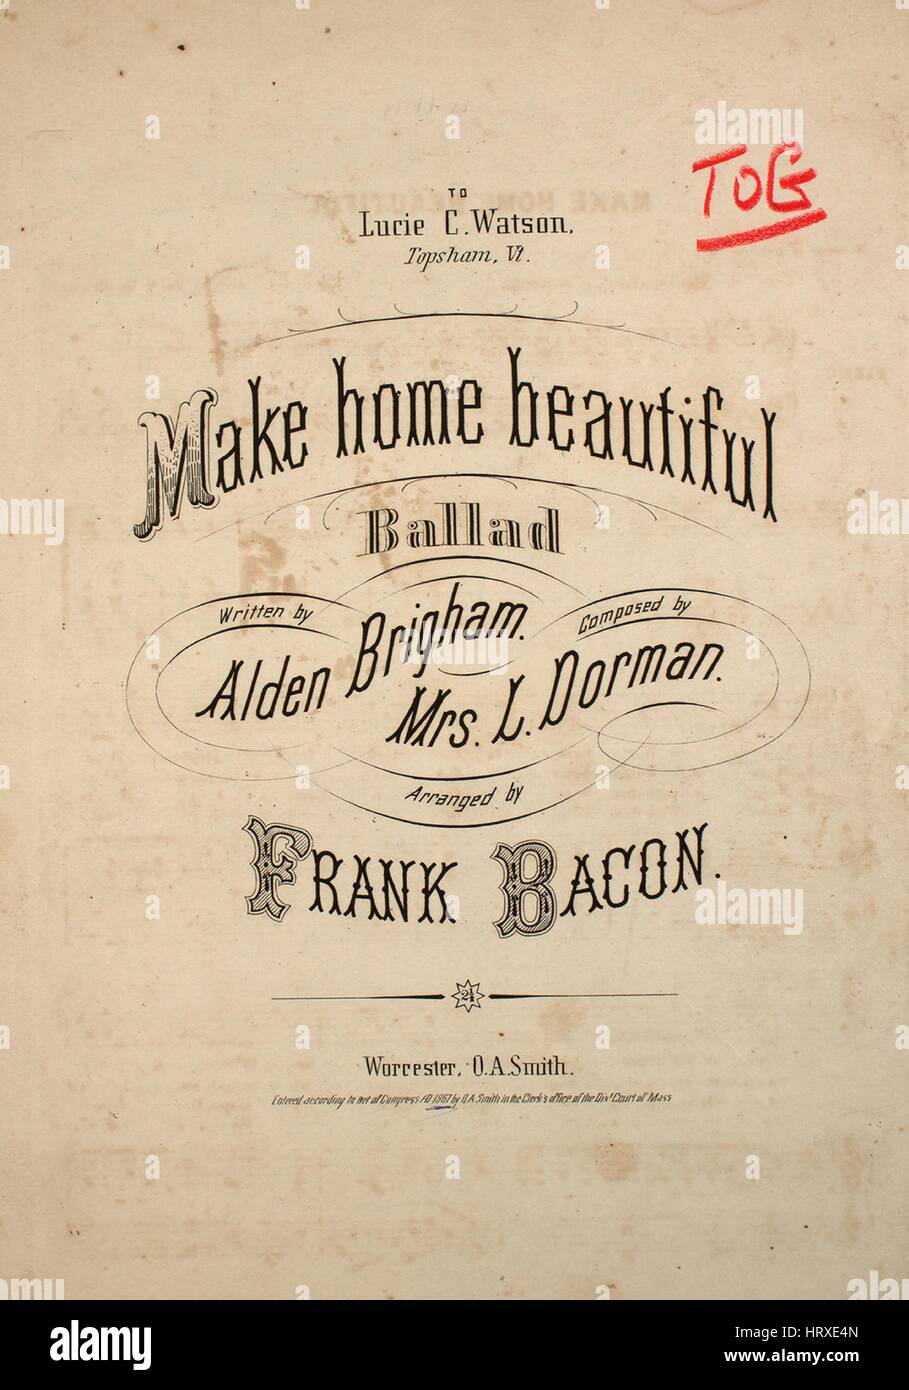 TOG
TO
Lucie C. Watson,
Topsham, Vt.
Make home beautiful
Ballad
Written by
Alden Brigham.
Composed by
Mrs. L. Dorman.
Arranged by
FRANK BACON.
2½
Worcester, O.A. Smith.
Entered according to act of Congress AD 1867 by O.A. Smith in the Clerk's office of the Dist Court of Mass
alamy
Image ID: HRXE4N
www.alamy.com